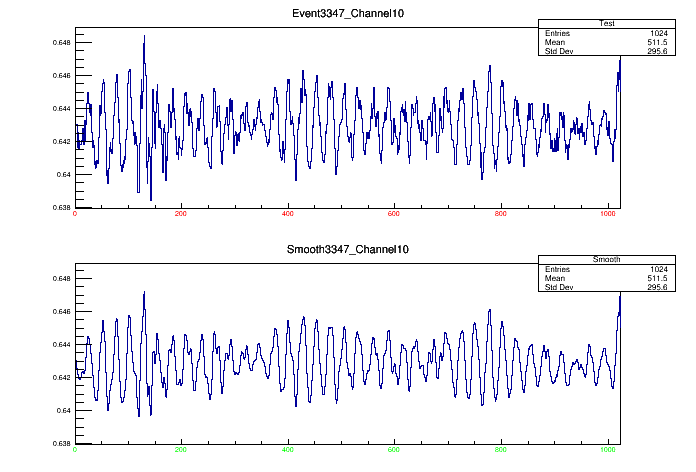 Event3347_Channel10
Test
Entries 1024
Mean 511.5
Std Dev 295.6
0.648
0.646
0.644
0.642
0.64
0.638
0 200 400 600 800 1000
Smooth3347_Channel10
Smooth
Entries 1024
Mean 511.5
Std Dev 295.6
0.648
0.646
0.644
0.642
0.64
0.638
0 200 400 600 800 1000